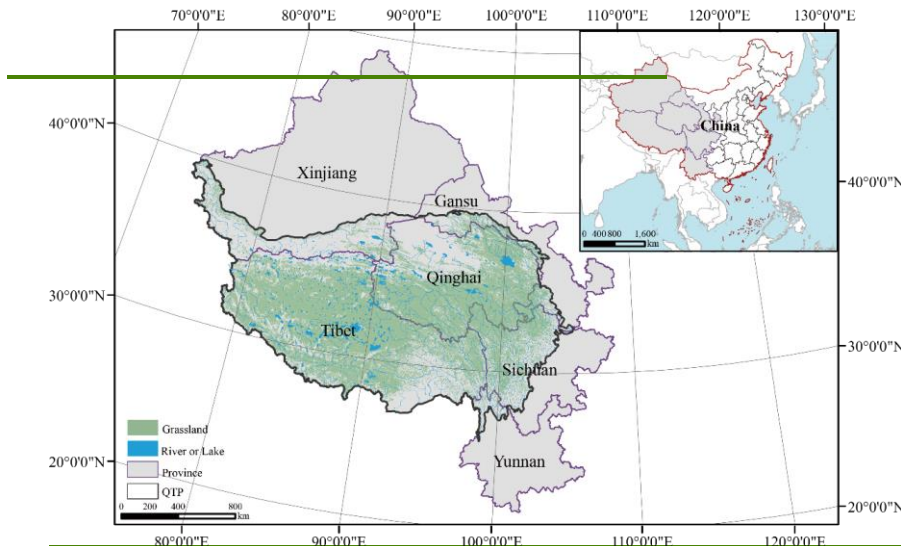 70°0'0"E 80°0'0"E 90°0'0"E 100°0'0"E 110°0'0"E 120°0'0"E 130°0'0"E
40°0'0"N
Xinjiang
China
Gansu
40°0'0"N
0 400 800 1,600
km
Qinghai
30°0'0"N
Tibet
30°0'0"N
Sichuan
Grassland
River or Lake
Province
QTP
Yunnan
20°0'0"N
0 200 400 800
km
20°0'0"N
80°0'0"E 90°0'0"E 100°0'0"E 110°0'0"E 120°0'0"E